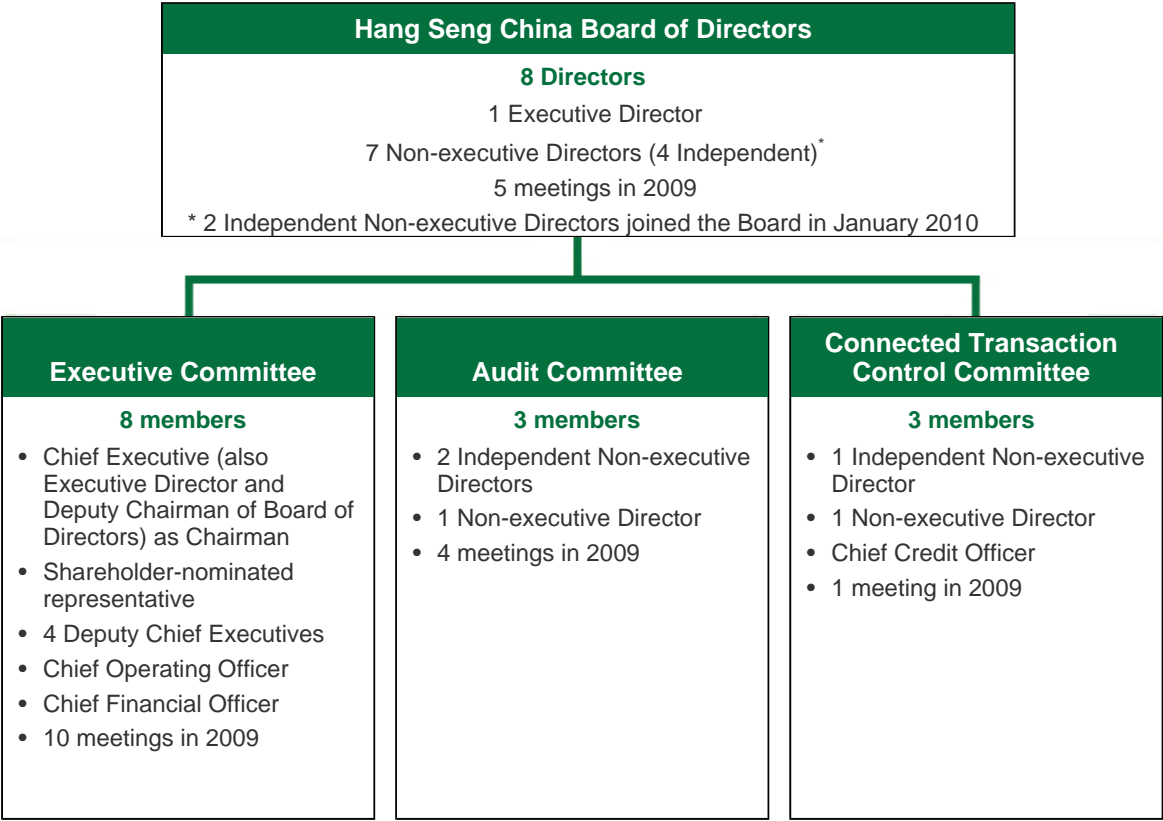 Hang Seng China Board of Directors
8 Directors
1 Executive Director
7 Non-executive Directors (4 Independent)*
5 meetings in 2009
* 2 Independent Non-executive Directors joined the Board in January 2010
Executive Committee
8 members
• Chief Executive (also
Executive Director and
Deputy Chairman of Board of
Directors) as Chairman
• Shareholder-nominated
representative
• 4 Deputy Chief Executives
• Chief Operating Officer
• Chief Financial Officer
• 10 meetings in 2009
Audit Committee
3 members
• 2 Independent Non-executive
Directors
• 1 Non-executive Director
• 4 meetings in 2009
Connected Transaction
Control Committee
3 members
• 1 Independent Non-executive
Director
• 1 Non-executive Director
• Chief Credit Officer
• 1 meeting in 2009